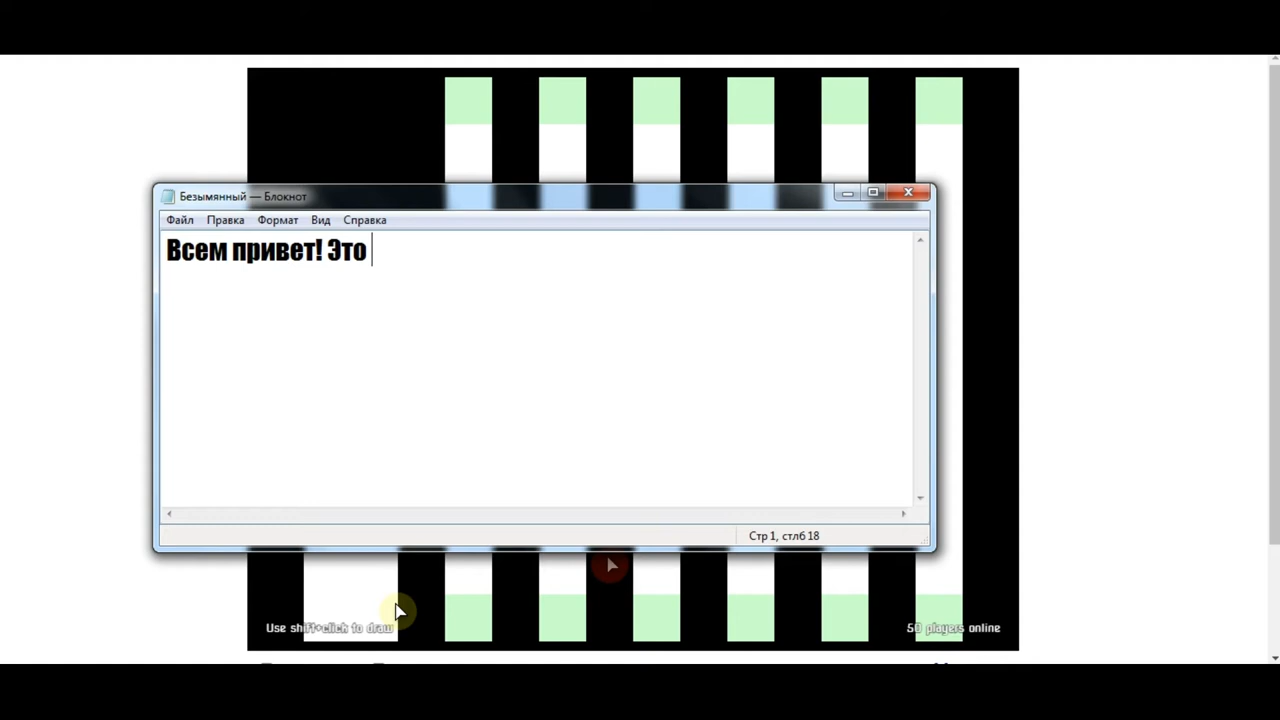 Безымянный — Блокнот
Файл Правка Формат Вид Справка
Всем привет! Это
Стр 1, стлб 18
Use shift+click to draw
50 players online